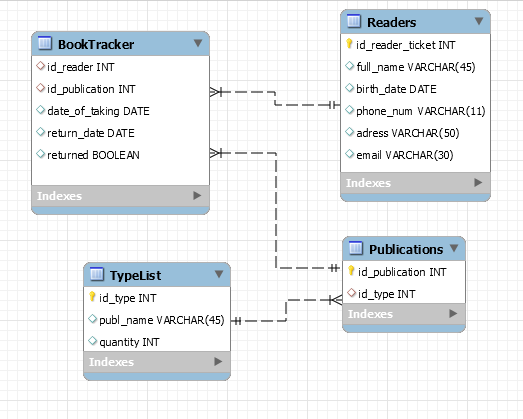 BookTracker
id_reader INT
id_publication INT
date_of_taking DATE
return_date DATE
returned BOOLEAN
Indexes
Readers
id_reader_ticket INT
full_name VARCHAR(45)
birth_date DATE
phone_num VARCHAR(11)
adress VARCHAR(50)
email VARCHAR(30)
Indexes
TypeList
id_type INT
publ_name VARCHAR(45)
quantity INT
Indexes
Publications
id_publication INT
id_type INT
Indexes